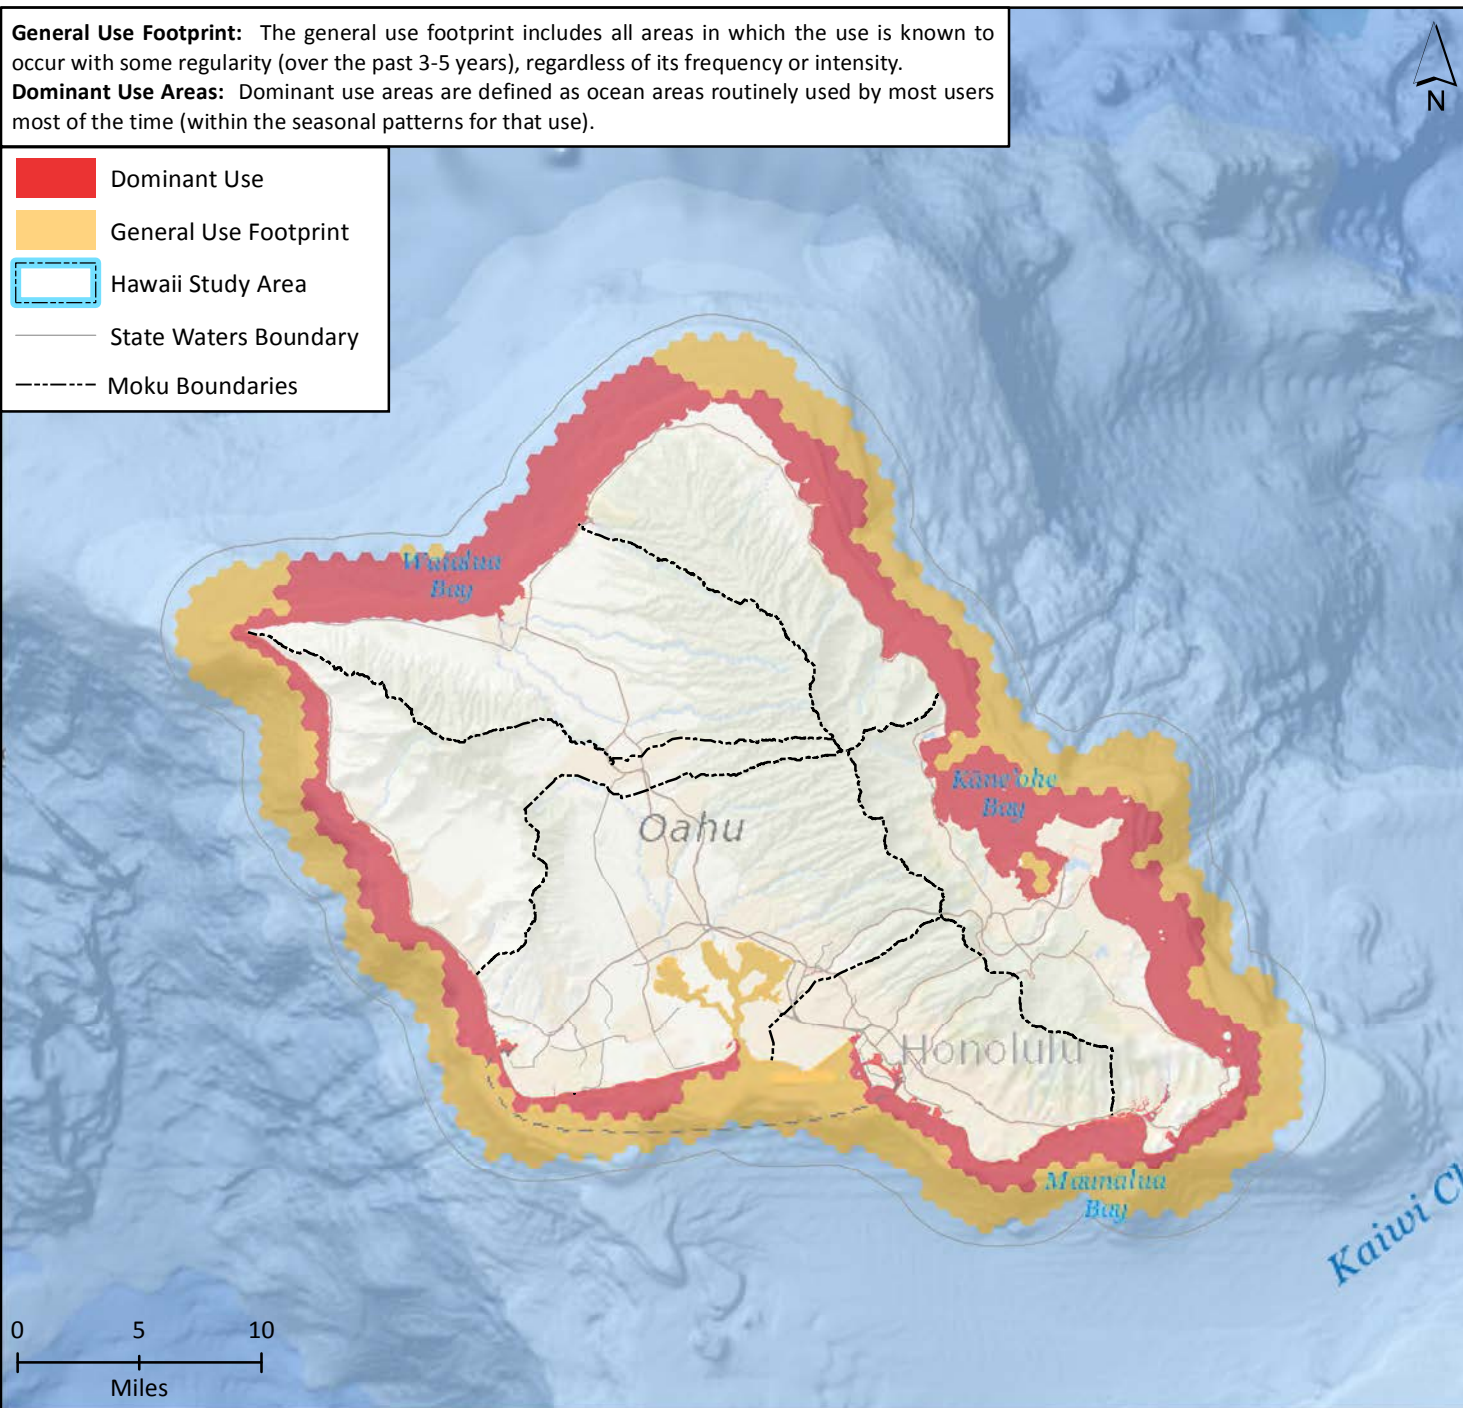 General Use Footprint: The general use footprint includes all areas in which the use is known to
occur with some regularity (over the past 3-5 years), regardless of its frequency or intensity.
Dominant Use Areas: Dominant use areas are defined as ocean areas routinely used by most users
most of the time (within the seasonal patterns for that use).
N
Dominant Use
General Use Footprint
Hawaii Study Area
State Waters Boundary
Moku Boundaries
Waialua
Bay
Kāne'ohe
Bay
Oahu
Honolulu
Maunalua
Bay
Kaiwi
0 5 10
Miles